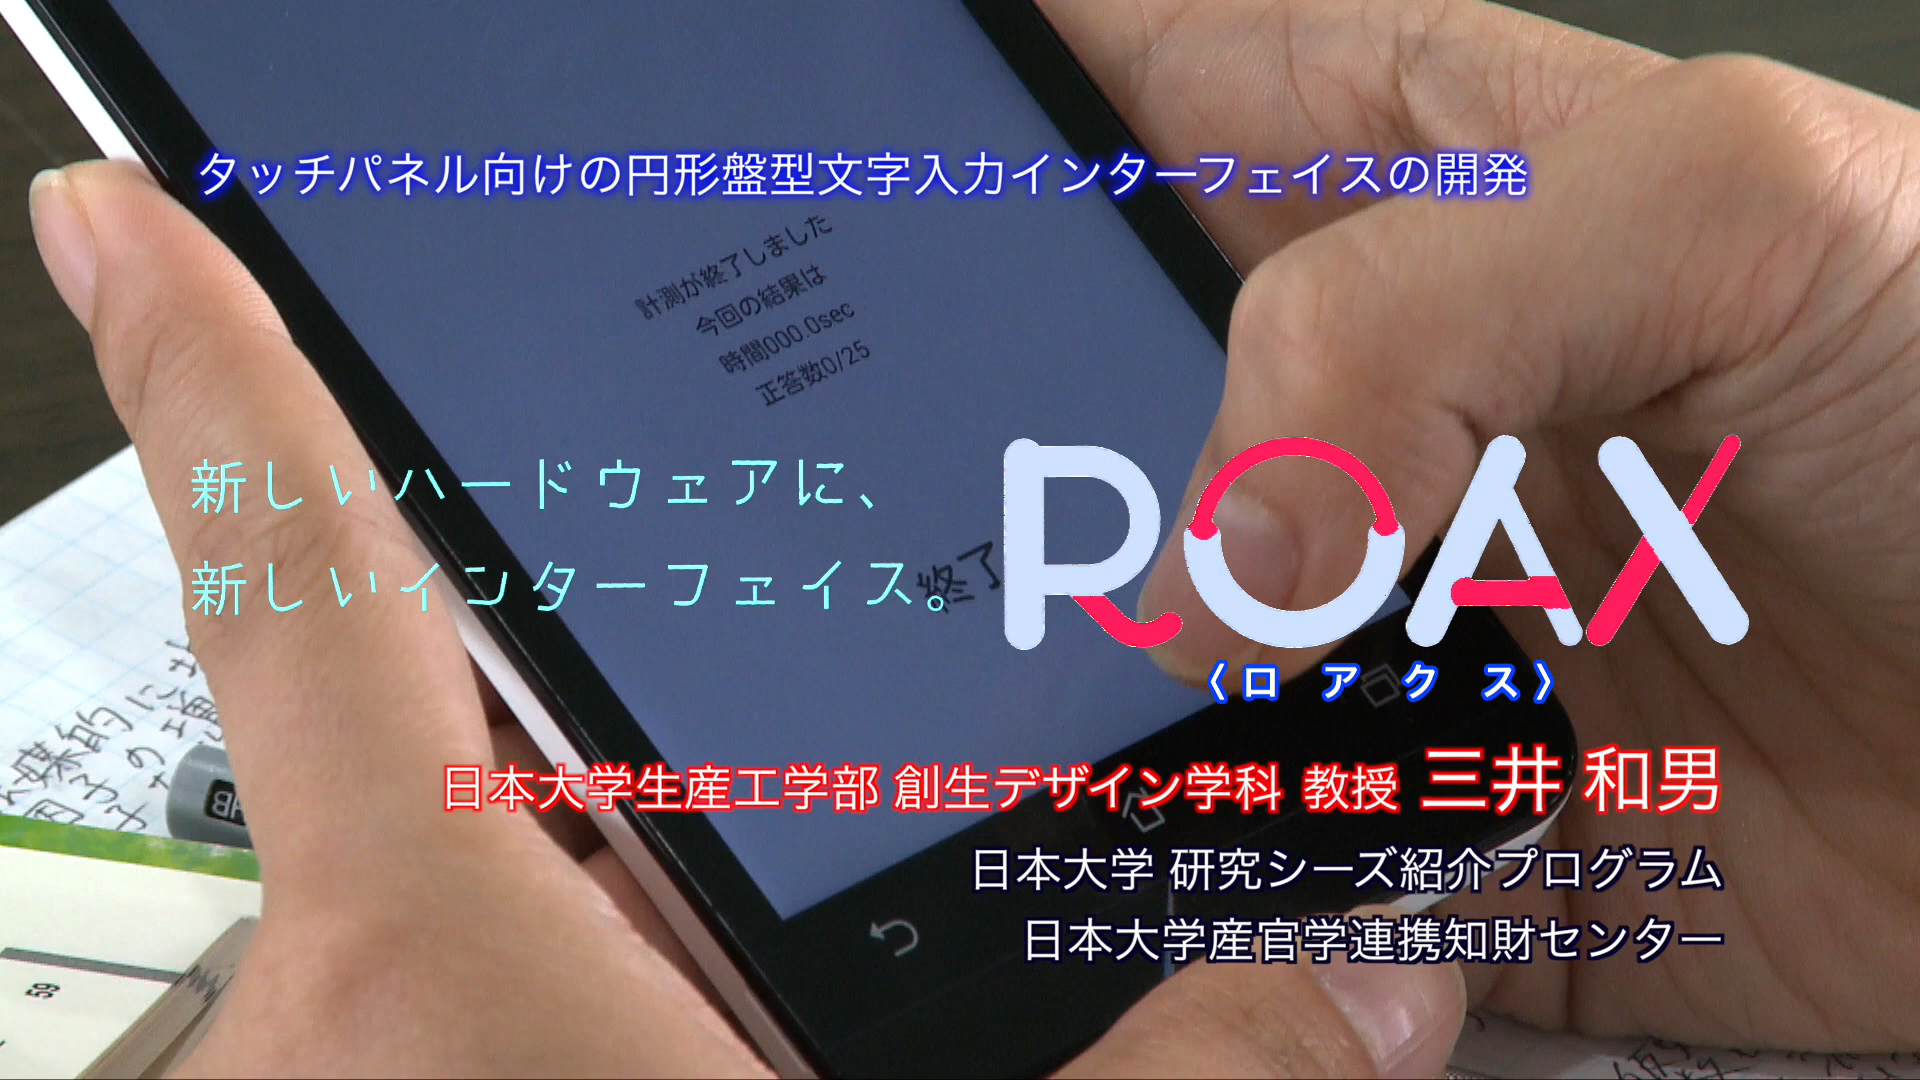 タッチパネル向けの円形盤型文字入力インターフェイスの開発
計測が終了しました
今回の結果は
時間000.0sec
正答数0/25
新しいハードウェアに、
新しいインターフェイス。
終了
ROAX
〈ロアクス〉
日本大学生産工学部 創生デザイン学科 教授 三井 和男
日本大学 研究シーズ紹介プログラム
日本大学産官学連携知財センター
媒的に
因子の
59